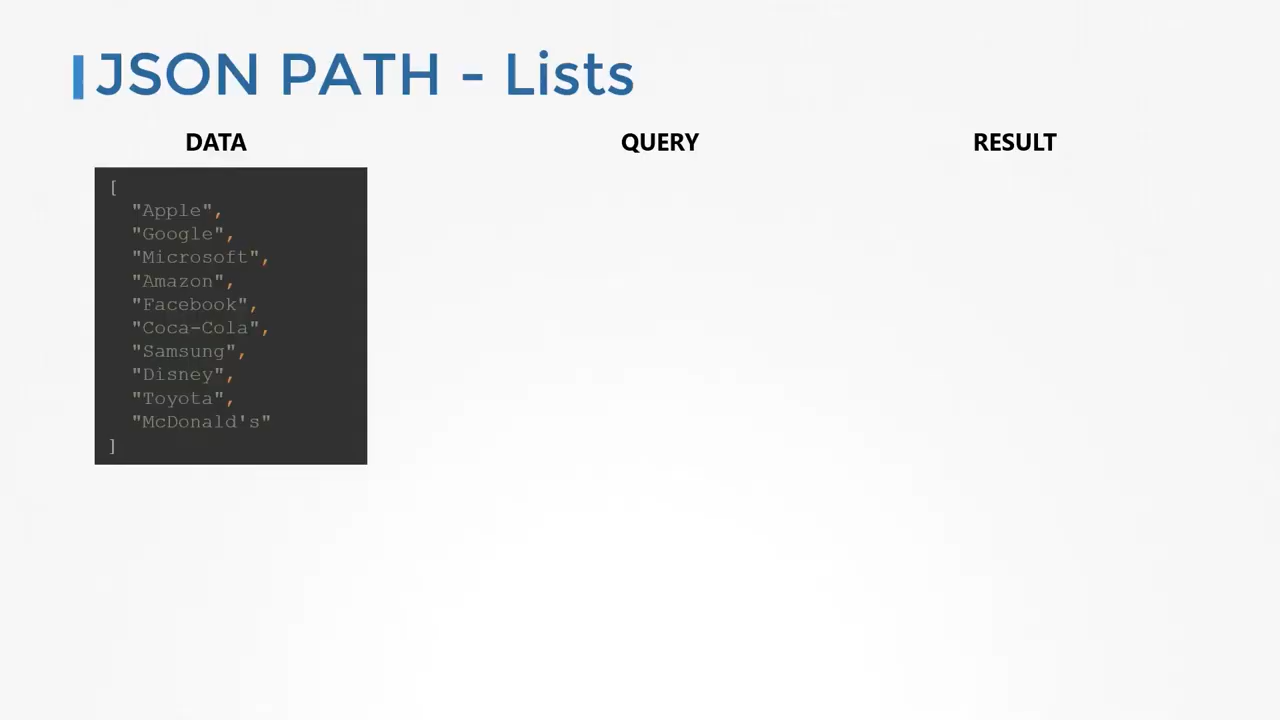 JSON PATH - Lists
DATA
QUERY
RESULT
[
"Apple",
"Google",
"Microsoft",
"Amazon",
"Facebook",
"Coca-Cola",
"Samsung",
"Disney",
"Toyota",
"McDonald's"
]